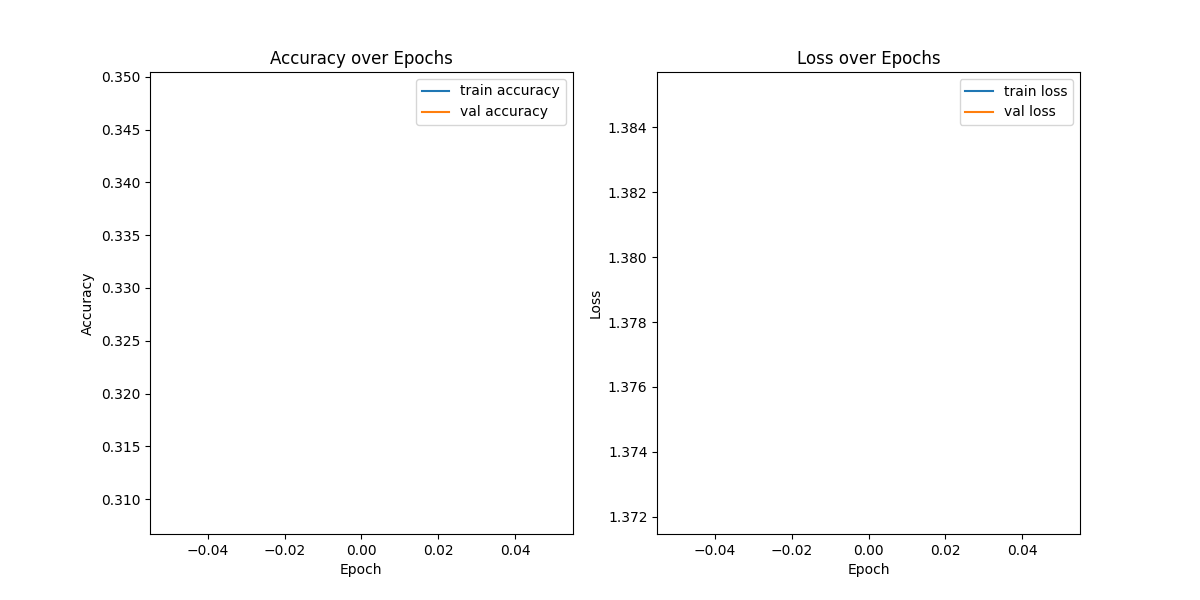 Accuracy over Epochs
train accuracy
val accuracy
0.350
0.345
0.340
0.335
0.330
0.325
0.320
0.315
0.310
Accuracy
−0.04 −0.02 0.00 0.02 0.04
Epoch
Loss over Epochs
train loss
val loss
1.384
1.382
1.380
1.378
1.376
1.374
1.372
Loss
−0.04 −0.02 0.00 0.02 0.04
Epoch